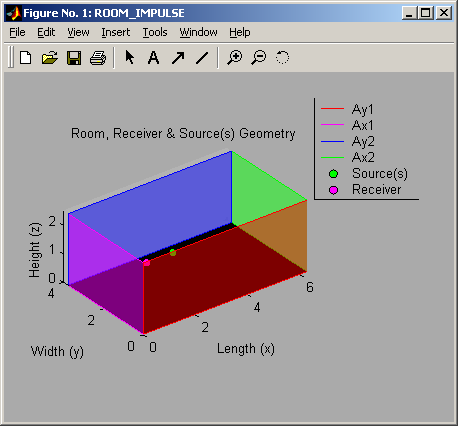 Figure No. 1: ROOM_IMPULSE
File Edit View Insert Tools Window Help
A
Room, Receiver & Source(s) Geometry
Ay1
Ax1
Ay2
Ax2
Source(s)
Receiver
Height (z)
2
1
0
4
2
0
Width (y)
0
2
4
6
Length (x)